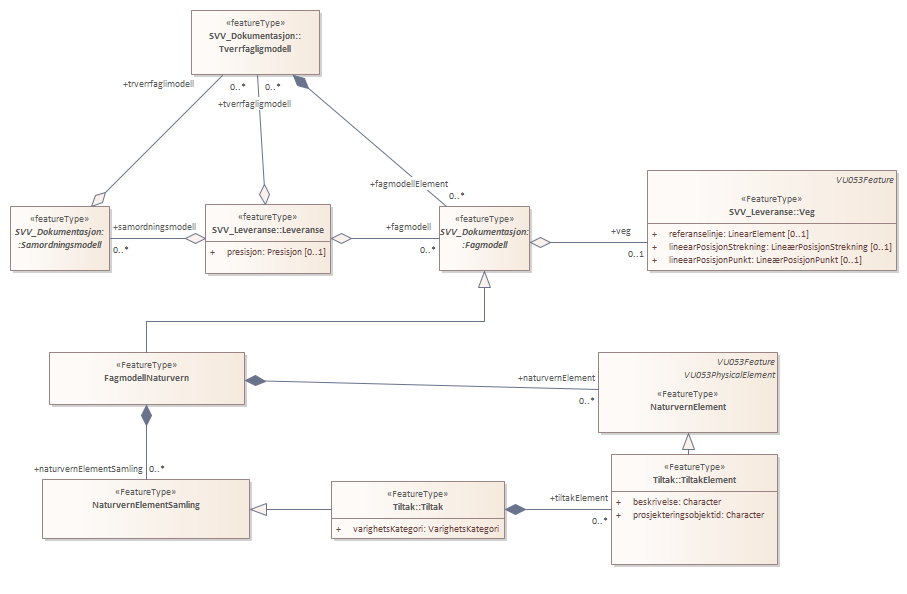 «featureType»
SVV_Dokumentasjon::
Tverrfagligmodell
+trverrfaglimodell
0..*
0..*
+tverrfagligmodell
+fagmodellElement
0..*
«featureType»
SVV_Dokumentasjon:
:Samordningsmodell
+samordningsmodell
0..*
«featureType»
SVV_Leveranse::Leveranse
+ presisjon: Presisjon [0..1]
+fagmodell
0..*
«featureType»
SVV_Dokumentasjon:
:Fagmodell
+veg
0..1
VU053Feature
«FeatureType»
SVV_Leveranse::Veg
+ referanselinje: LinearElement [0..1]
+ lineearPosisjonStrekning: LineærPosisjonStrekning [0..1]
+ lineearPosisjonPunkt: LineærPosisjonPunkt [0..1]
«FeatureType»
FagmodellNaturvern
+naturvernElement
0..*
VU053Feature
VU053PhysicalElement
«FeatureType»
NaturvernElement
+naturvernElementSamling
0..*
«FeatureType»
NaturvernElementSamling
«FeatureType»
Tiltak::Tiltak
+ varighetsKategori: VarighetsKategori
+tiltakElement
0..*
«FeatureType»
Tiltak::TiltakElement
+ beskrivelse: Character
+ prosjekteringsobjektid: Character